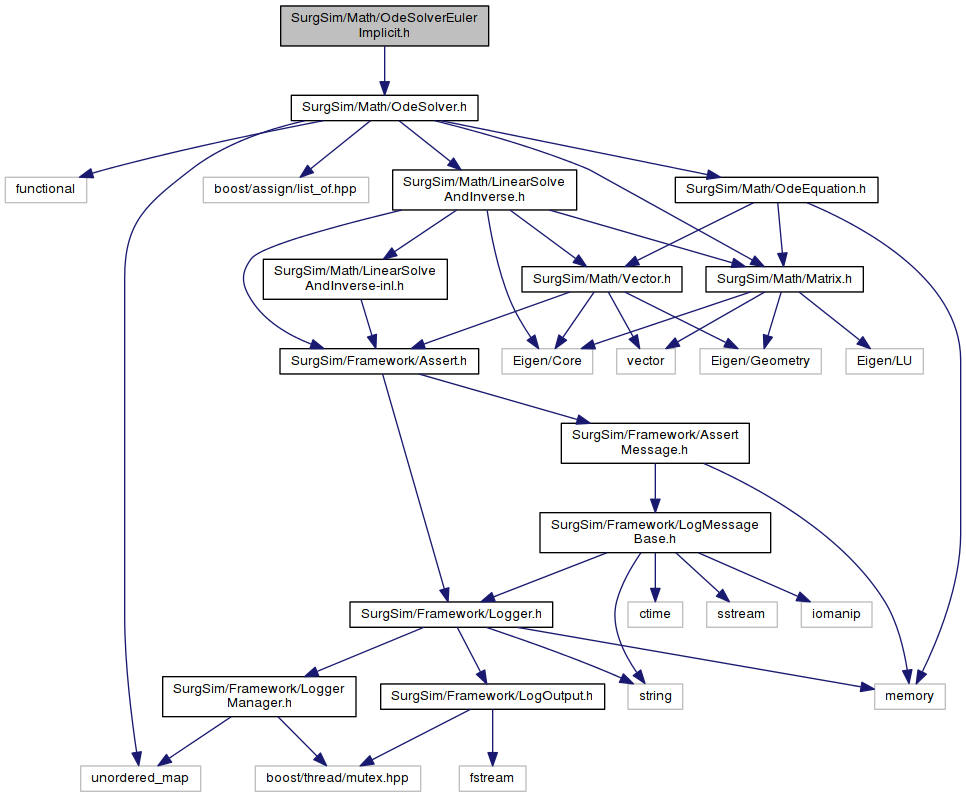 SurgSim/Math/OdeSolverEuler
Implicit.h
SurgSim/Math/OdeSolver.h
functional
boost/assign/list_of.hpp
SurgSim/Math/LinearSolve
AndInverse.h
SurgSim/Math/OdeEquation.h
SurgSim/Math/LinearSolve
AndInverse-inl.h
SurgSim/Math/Vector.h
SurgSim/Math/Matrix.h
SurgSim/Framework/Assert.h
Eigen/Core
vector
Eigen/Geometry
Eigen/LU
SurgSim/Framework/Assert
Message.h
SurgSim/Framework/LogMessage
Base.h
SurgSim/Framework/Logger.h
ctime
sstream
iomanip
SurgSim/Framework/Logger
Manager.h
SurgSim/Framework/LogOutput.h
string
memory
unordered_map
boost/thread/mutex.hpp
fstream